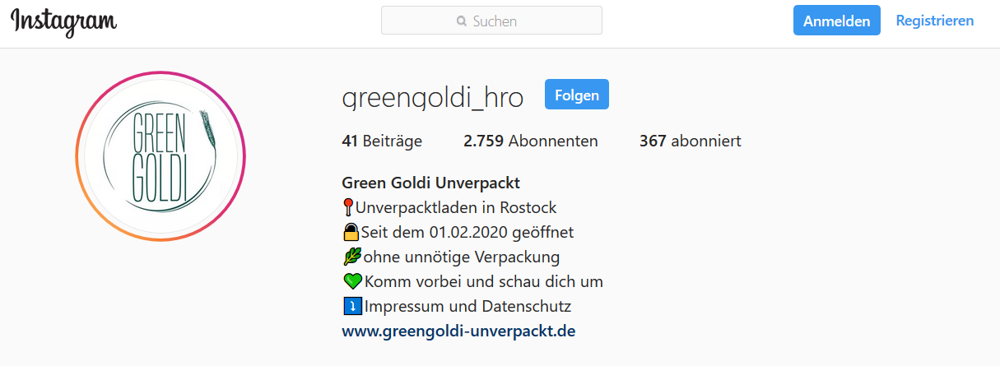 Instagram
Suchen
Anmelden
Registrieren
GREEN
GOLDI
greengoldi_hro
Folgen
41 Beiträge
2.759 Abonnenten
367 abonniert
Green Goldi Unverpackt
📍Unverpacktladen in Rostock
🔒Seit dem 01.02.2020 geöffnet
🌿ohne unnötige Verpackung
💚Komm vorbei und schau dich um
⤵️Impressum und Datenschutz
www.greengoldi-unverpackt.de